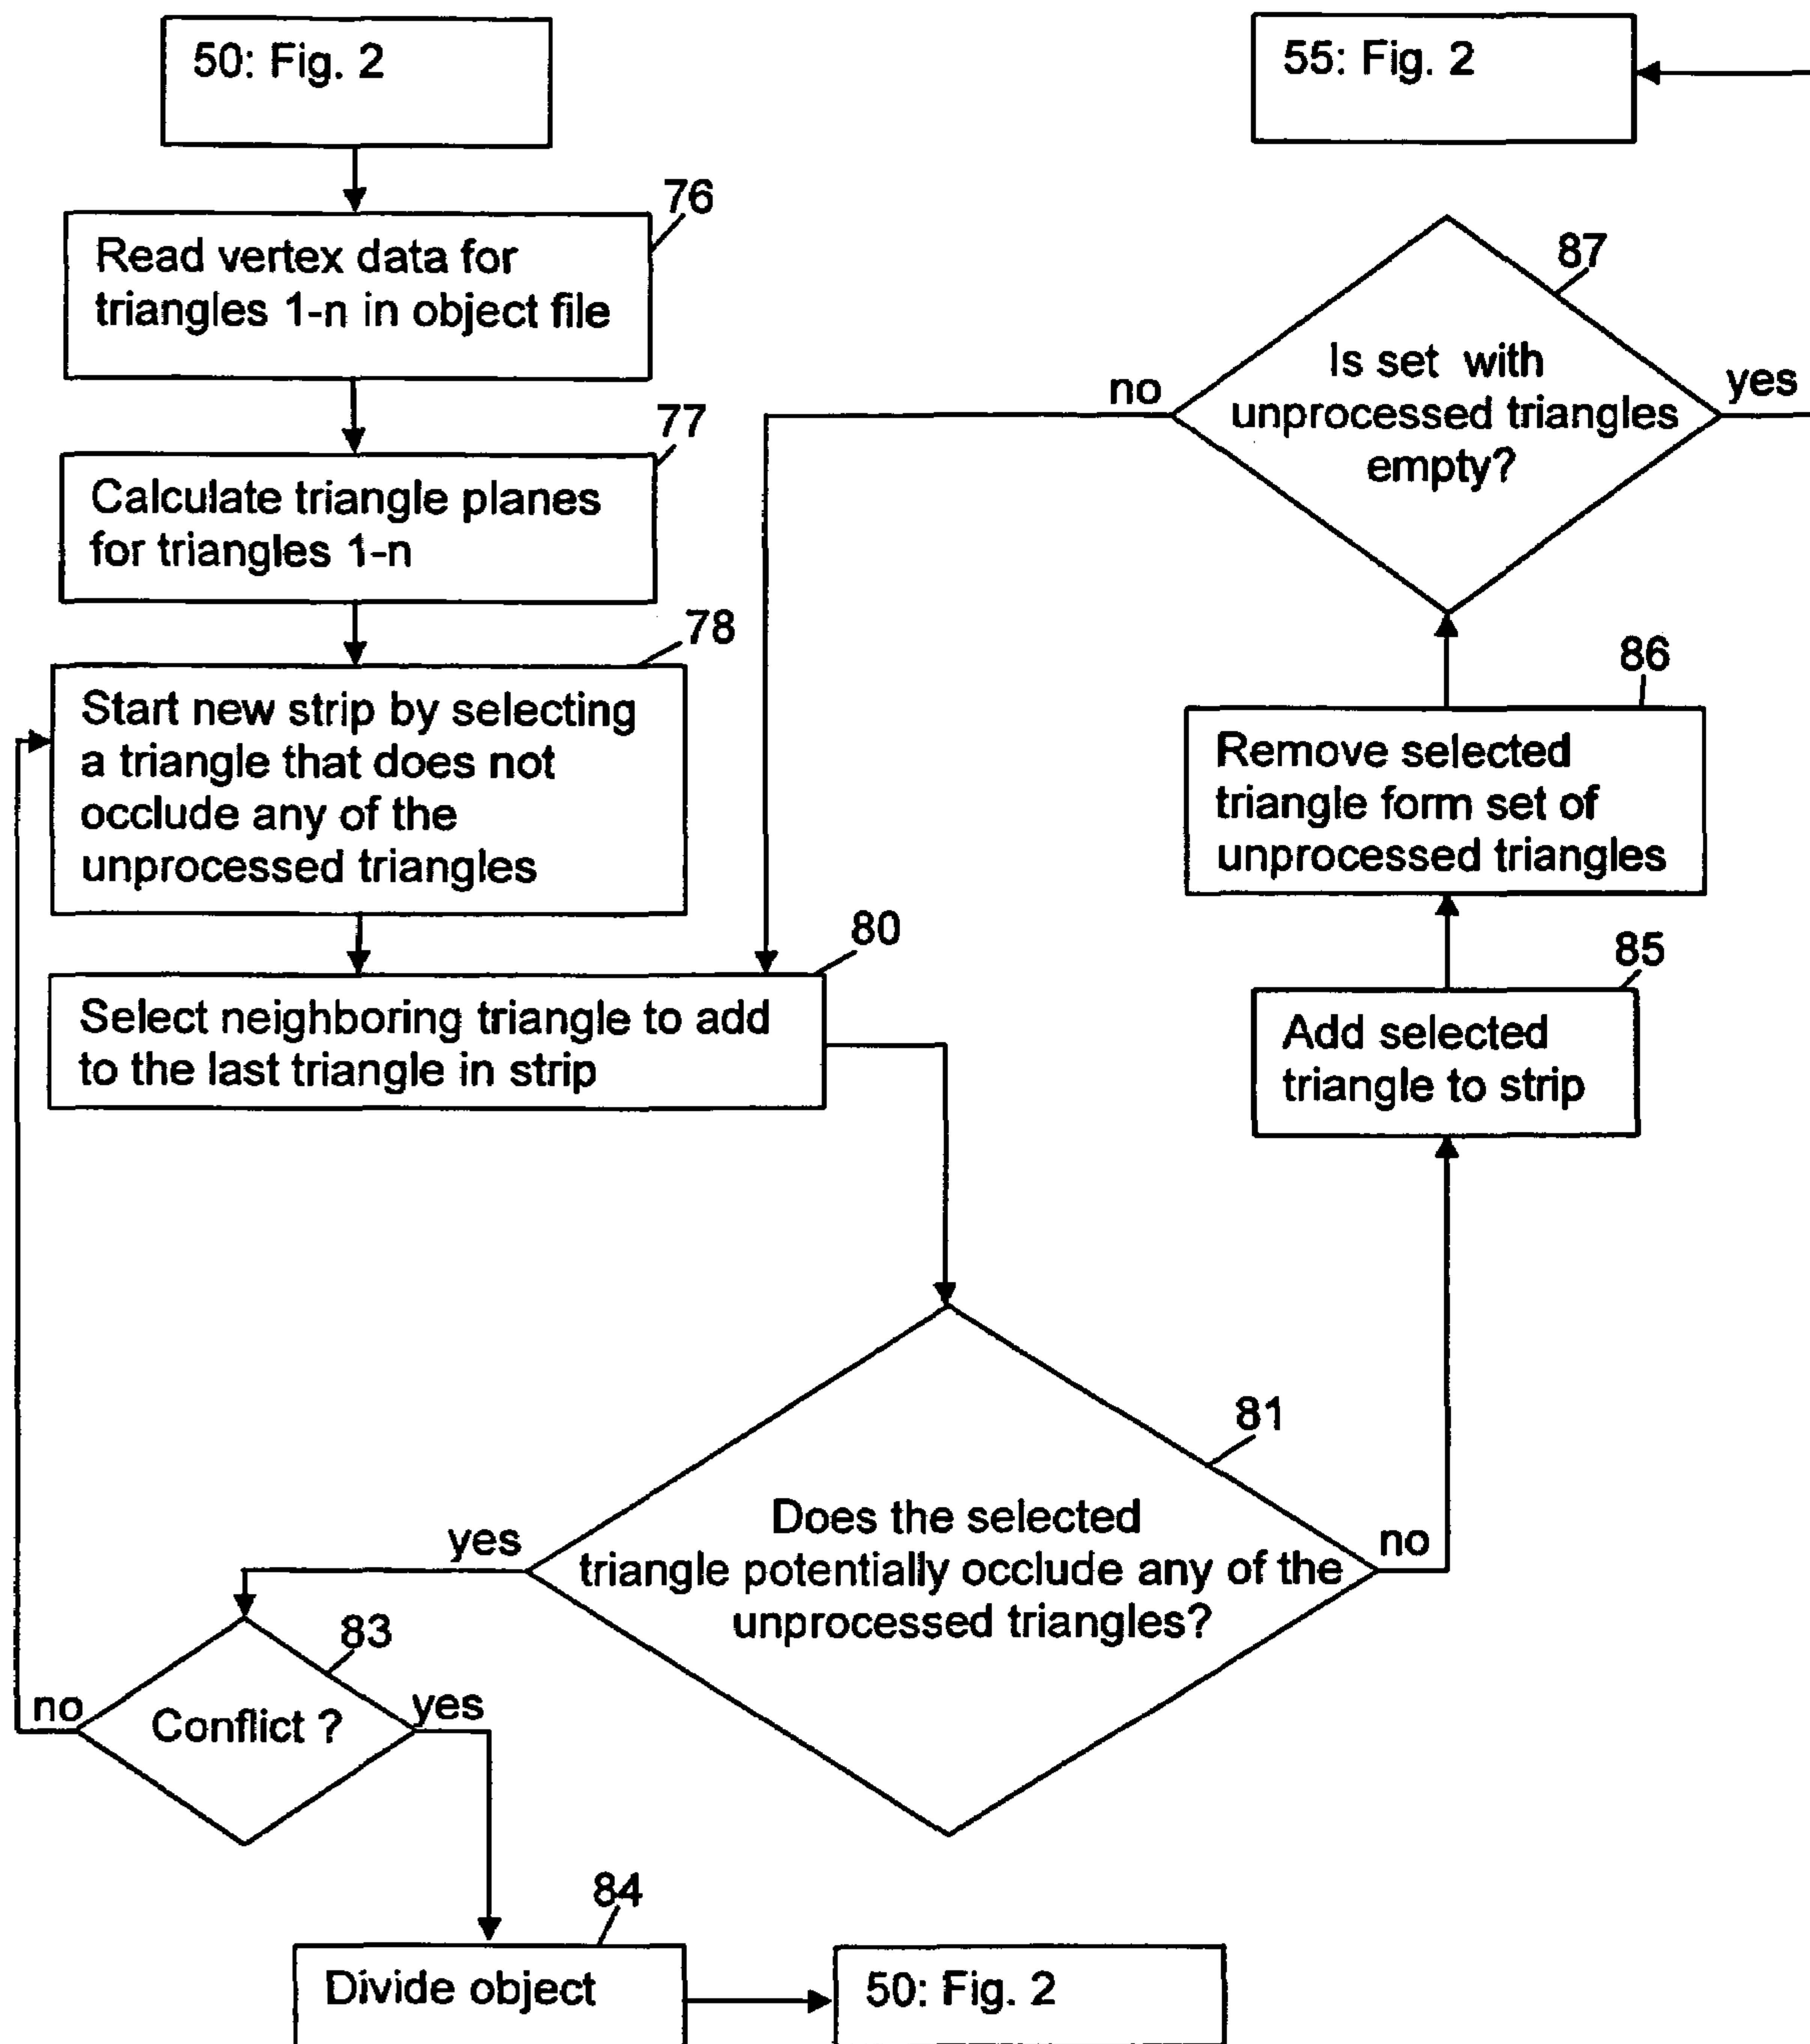 50: Fig. 2
76
Read vertex data for
triangles 1-n in object file
77
Calculate triangle planes
for triangles 1-n
78
Start new strip by selecting
a triangle that does not
occlude any of the
unprocessed triangles
80
Select neighboring triangle to add
to the last triangle in strip
81
Does the selected
triangle potentially occlude any of the
unprocessed triangles?
yes
no
83
Conflict ?
no
yes
84
Divide object
50: Fig. 2
85
Add selected
triangle to strip
86
Remove selected
triangle form set of
unprocessed triangles
87
Is set with
unprocessed triangles
empty?
no
yes
55: Fig. 2